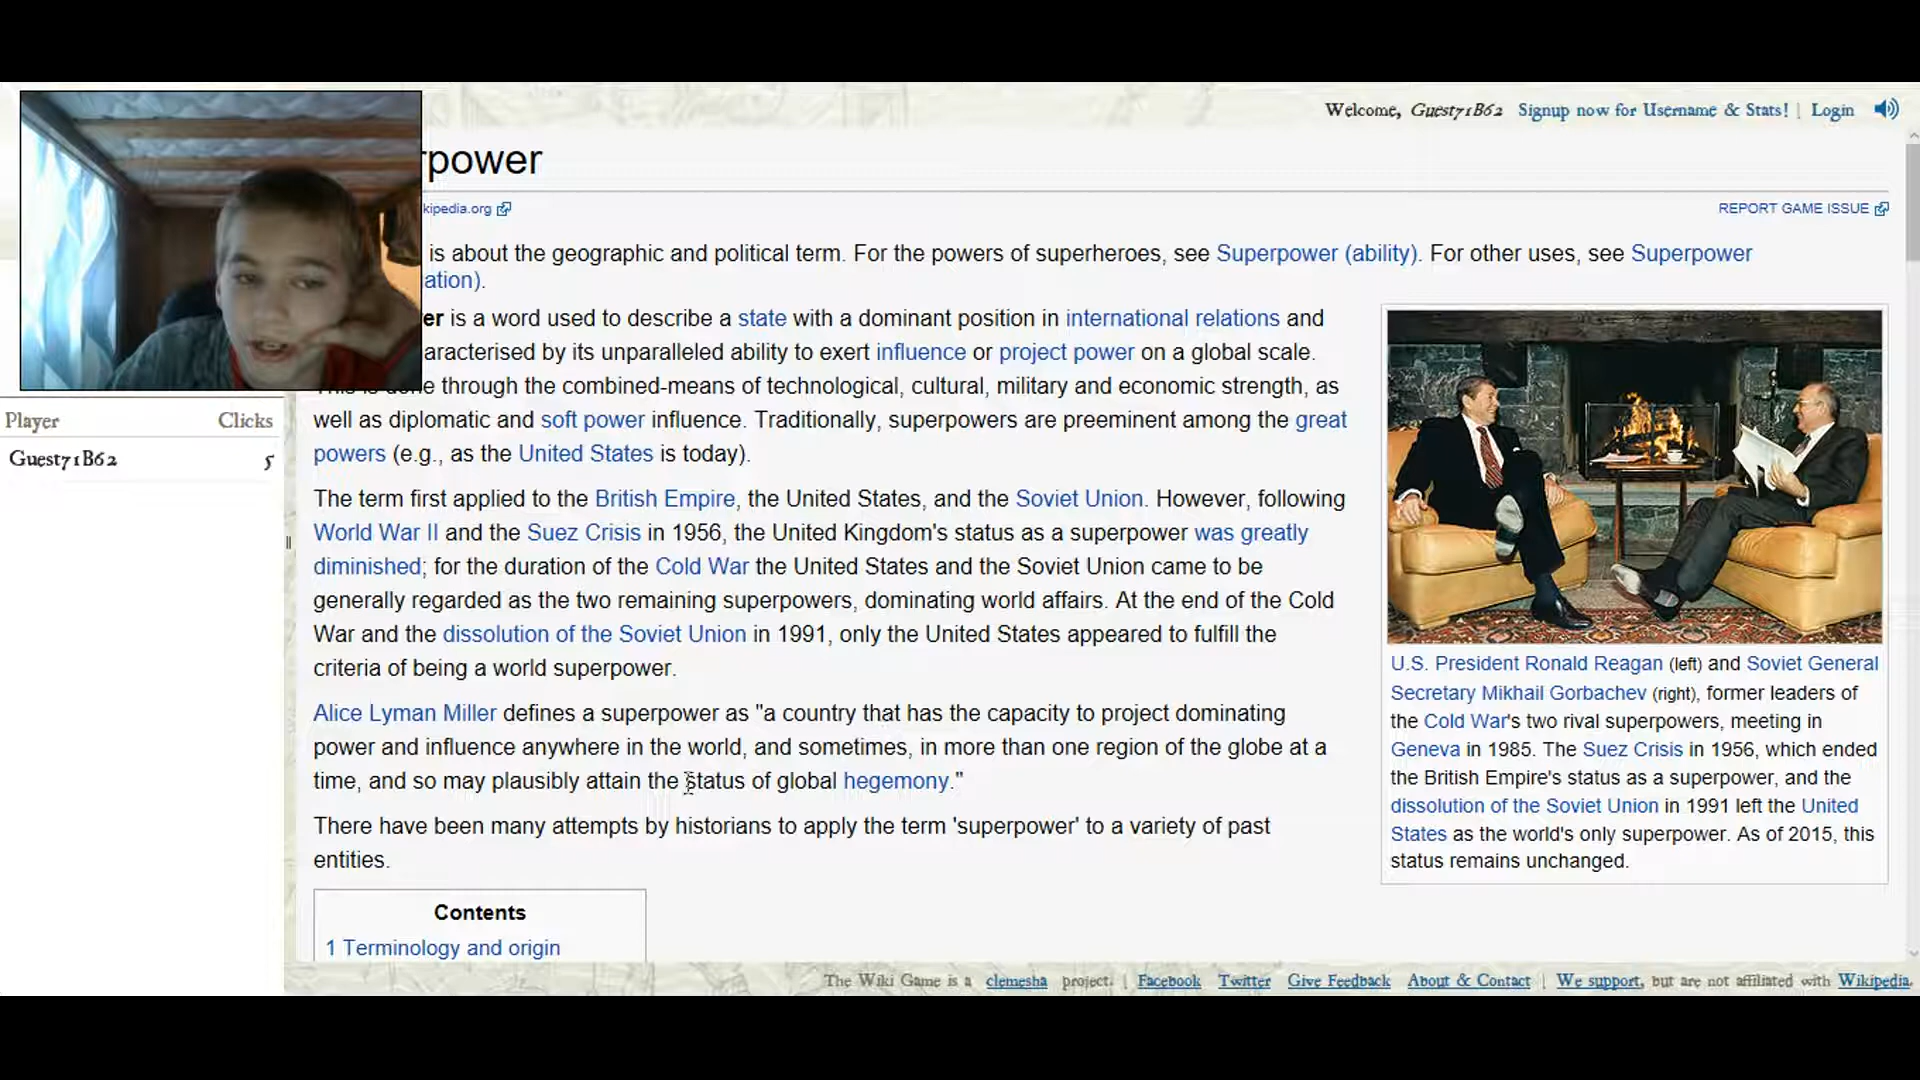 Welcome, Guest71B62 Signup now for Username & Stats! | Login
rpower
kipedia.org
REPORT GAME ISSUE
is about the geographic and political term. For the powers of superheroes, see Superpower (ability). For other uses, see Superpower
ation).
er is a word used to describe a state with a dominant position in international relations and
aracterised by its unparalleled ability to exert influence or project power on a global scale.
This is done through the combined-means of technological, cultural, military and economic strength, as
well as diplomatic and soft power influence. Traditionally, superpowers are preeminent among the great
powers (e.g., as the United States is today).
The term first applied to the British Empire, the United States, and the Soviet Union. However, following
World War II and the Suez Crisis in 1956, the United Kingdom's status as a superpower was greatly
diminished; for the duration of the Cold War the United States and the Soviet Union came to be
generally regarded as the two remaining superpowers, dominating world affairs. At the end of the Cold
War and the dissolution of the Soviet Union in 1991, only the United States appeared to fulfill the
criteria of being a world superpower.
Alice Lyman Miller defines a superpower as "a country that has the capacity to project dominating
power and influence anywhere in the world, and sometimes, in more than one region of the globe at a
time, and so may plausibly attain the status of global hegemony."
There have been many attempts by historians to apply the term 'superpower' to a variety of past
entities.
Contents
1 Terminology and origin
U.S. President Ronald Reagan (left) and Soviet General
Secretary Mikhail Gorbachev (right), former leaders of
the Cold War's two rival superpowers, meeting in
Geneva in 1985. The Suez Crisis in 1956, which ended
the British Empire's status as a superpower, and the
dissolution of the Soviet Union in 1991 left the United
States as the world's only superpower. As of 2015, this
status remains unchanged.
Player Clicks
Guest71B62 5
The Wiki Game is a clemesha project. | Facebook Twitter Give Feedback About & Contact | We support, but are not affiliated with Wikipedia.